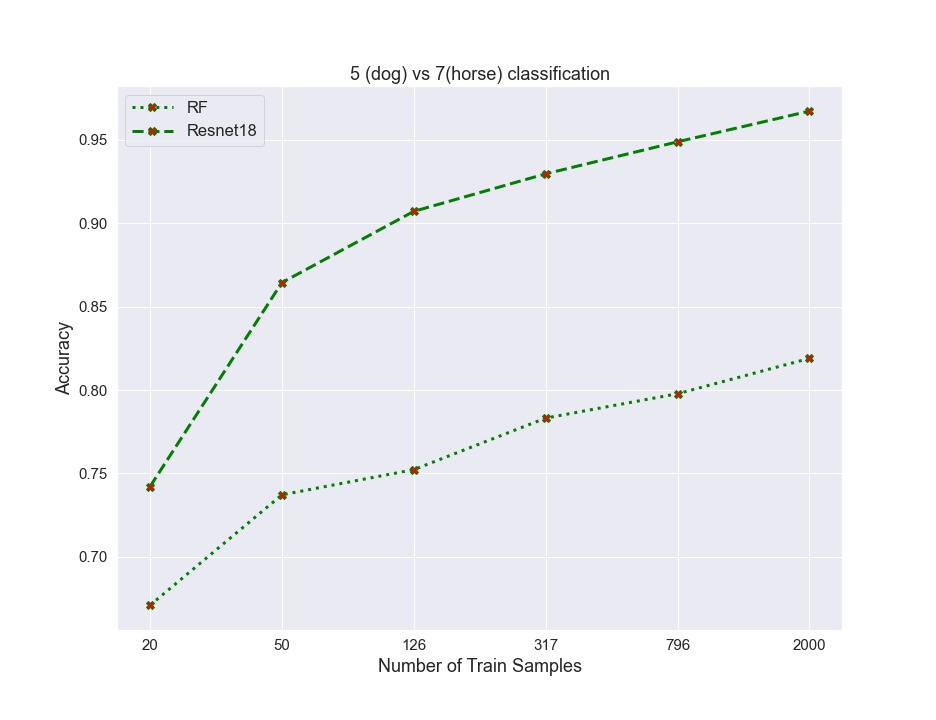 5 (dog) vs 7(horse) classification
RF
Resnet18
0.95
0.90
0.85
0.80
0.75
0.70
Accuracy
20 50 126 317 796 2000
Number of Train Samples